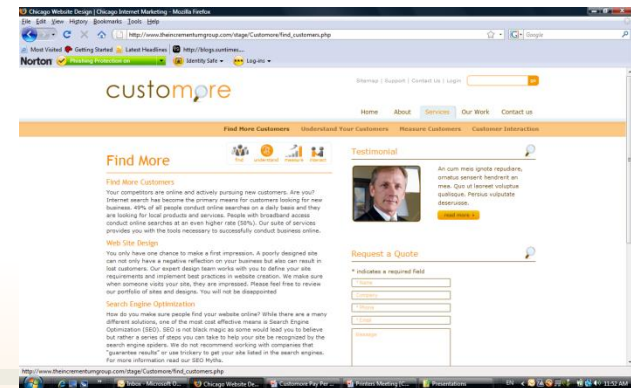 Chicago Website Design | Chicago Internet Marketing - Mozilla Firefox
File Edit View History Bookmarks Tools Help
http://www.theincrementumgroup.com/stage/Customore/find_customers.php
Google
Most Visited Getting Started Latest Headlines http://blogs.suntimes....
Norton Phishing Protection on Identity Safe Log-ins
customore
Sitemap | Support | Contact Us | Login
go
Home About Services Our Work Contact us
Find More Customers Understand Your Customers Measure Customers Customer Interaction
Find More
find understand measure interact
Find More Customers
Your competitors are online and actively pursuing new customers. Are you?
Internet search has become the primary means for customers looking for new
business. 49% of all people conduct online searches on a daily basis and they
are looking for local products and services. People with broadband access
conduct online searches at an even higher rate (58%). Our suite of services
provides you with the tools necessary to successfully conduct business online.
Web Site Design
You only have one chance to make a first impression. A poorly designed site
can not only have a negative reflection on your business but also can result in
lost customers. Our expert design team works with you to define your site
requirements and implement best practices in website creation. We make sure
when someone visits your site, they are impressed. Please feel free to review
our portfolio of sites and designs. You will not be disappointed
Search Engine Optimization
How do you make sure people find your website online? While there are a many
different solutions, one of the most cost effective means is Search Engine
Optimization (SEO). SEO is not black magic as some would lead you to believe
but rather a series of steps you can take to help your site be recognized by the
search engine spiders. We do not recommend working with companies that
"guarantee results" or use trickery to get your site listed in the search engines.
For more information read our SEO Myths.
Testimonial
An cum meis ignota repudiare,
ornatus senserit hendrerit an
mea. Quo ut laoreet voluptua
qualisque. Persius vulputate
deseruisse.
read more »
Request a Quote
* indicates a required field
* Name
Company
* Phone
* Email
Message
http://www.theincrementumgroup.com/stage/Customore/find_customers.php
Inbox - Microsoft O... Chicago Website De... Customore Pay Per ... Printers Meeting [C... Presentations EN 11:52 AM